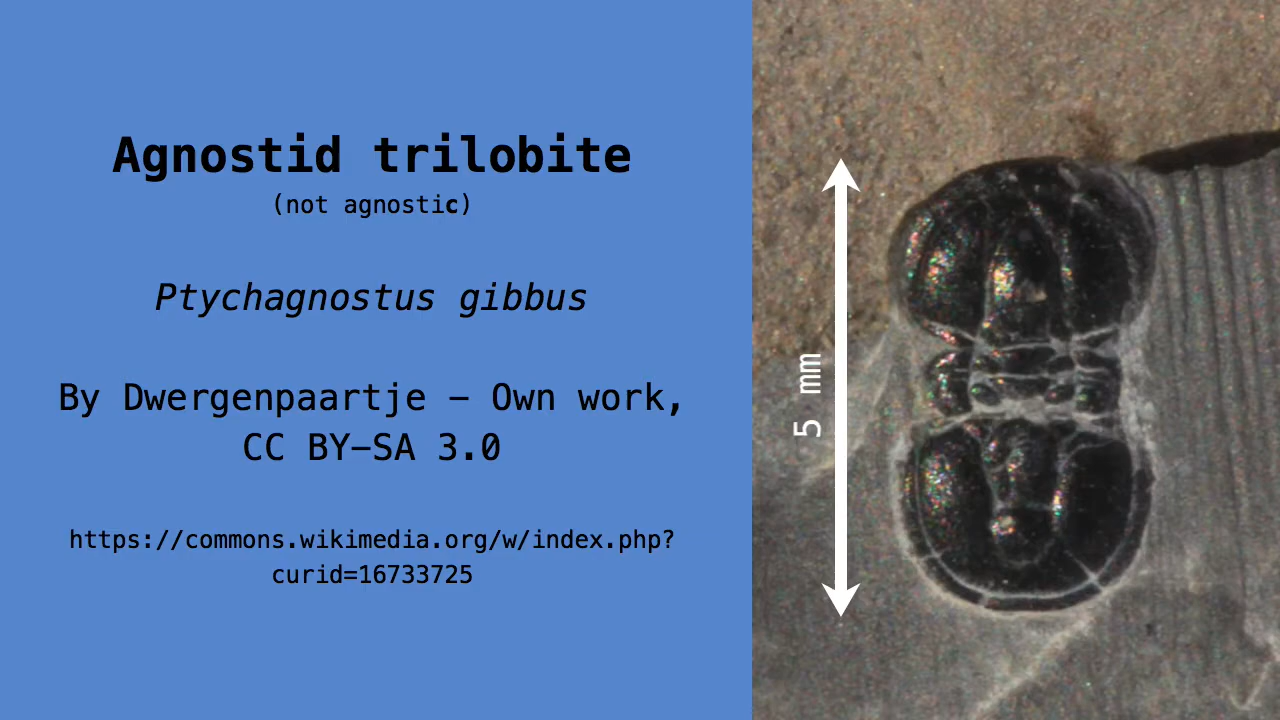 Agnostid trilobite
(not agnostic)
Ptychagnostus gibbus
By Dwergenpaartje – Own work,
CC BY–SA 3.0
https://commons.wikimedia.org/w/index.php?
curid=16733725
5 mm